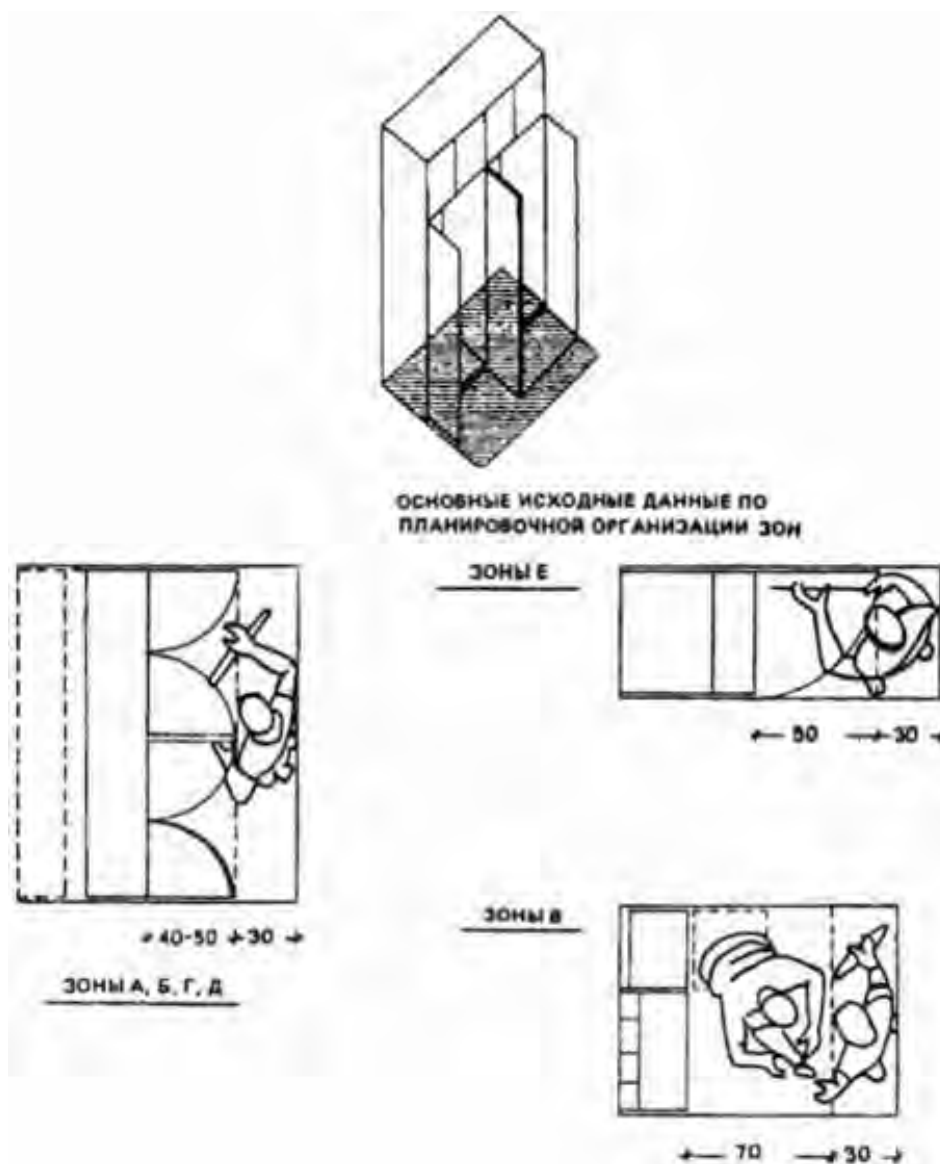 ОСНОВНЫЕ ИСХОДНЫЕ ДАННЫЕ ПО
ПЛАНИРОВОЧНОЙ ОРГАНИЗАЦИИ ЗОН
ЗОНЫ Е
50 30
40-50 30
ЗОНЫ А, Б, Г, Д
ЗОНЫ В
70 30